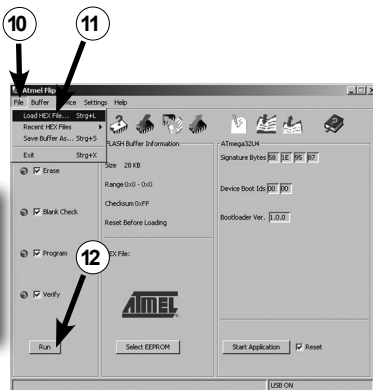 10 11
Atmel Flip
File Buffer Device Settings Help
Load HEX File... Strg+L
Recent HEX Files
Save Buffer As... Strg+S
Exit Strg+X
FLASH Buffer Information
Size 28 KB
Range 0x0 - 0x0
Checksum 0xFF
Reset Before Loading
HEX File:
ATMEL
Select EEPROM
ATmega32U4
Signature Bytes 58 1E 95 87
Device Boot Ids 00 00
Bootloader Ver. 1.0.0
Start Application Reset
Erase
Blank Check
Program
12
Verify
Run
USB ON